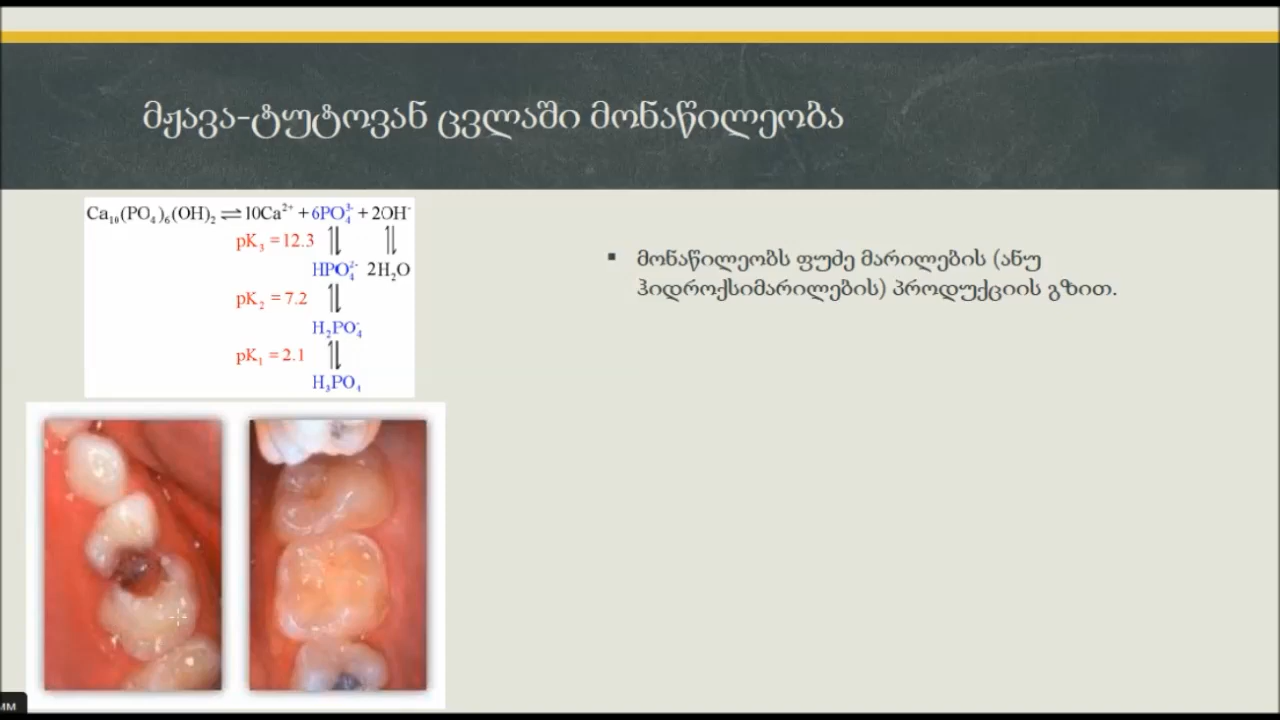 მჟავა-ტუტოვან ცვლაში მონაწილეობა
Ca₁₀(PO₄)₆(OH)₂ ⇌ 10Ca²⁺ + 6PO₄³⁻ + 2OH⁻
pK₃ = 12.3
HPO₄²⁻ 2H₂O
pK₂ = 7.2
H₂PO₄⁻
pK₁ = 2.1
H₃PO₄
▪ მონაწილეობს ფუძე მარილების (ანუ
ჰიდროქსიმარილების) პროდუქციის გზით.